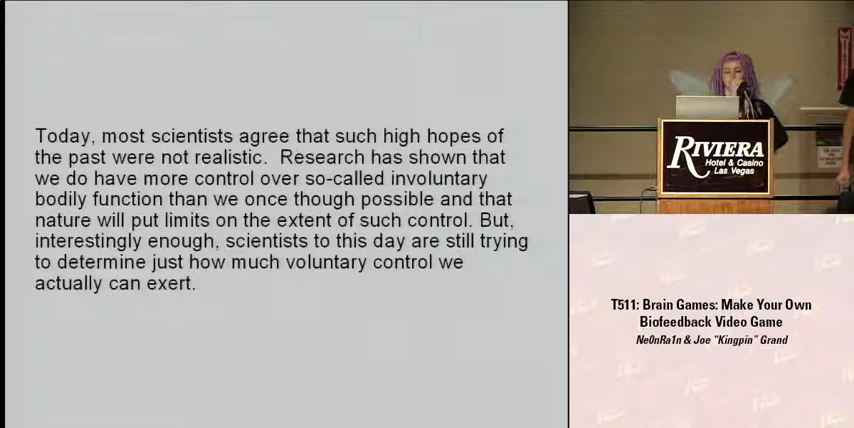 Today, most scientists agree that such high hopes of
the past were not realistic.  Research has shown that
we do have more control over so-called involuntary
bodily function than we once though possible and that
nature will put limits on the extent of such control. But,
interestingly enough, scientists to this day are still trying
to determine just how much voluntary control we
actually can exert.
RIVIERA
Hotel & Casino
Las Vegas
T511: Brain Games: Make Your Own
Biofeedback Video Game
Ne0nRa1n & Joe "Kingpin" Grand